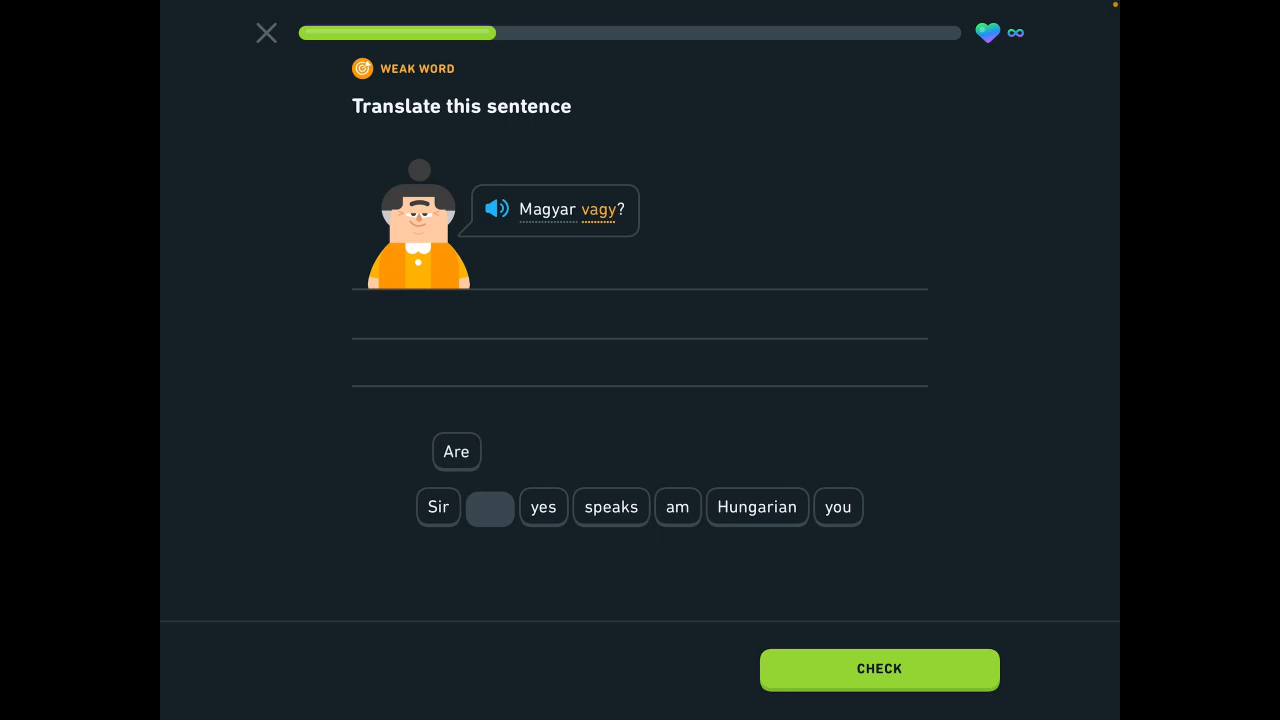 WEAK WORD
Translate this sentence
Magyar vagy?
Are
Sir yes speaks am Hungarian you
CHECK